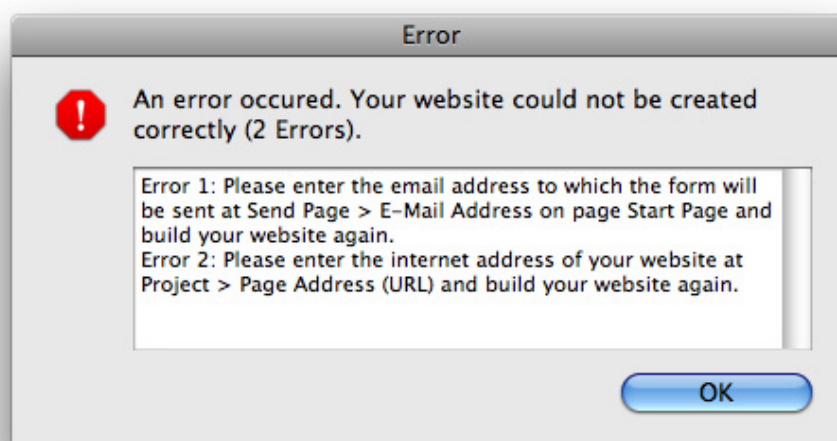 Error
An error occured. Your website could not be created
correctly (2 Errors).
Error 1: Please enter the email address to which the form will
be sent at Send Page > E-Mail Address on page Start Page and
build your website again.
Error 2: Please enter the internet address of your website at
Project > Page Address (URL) and build your website again.
OK